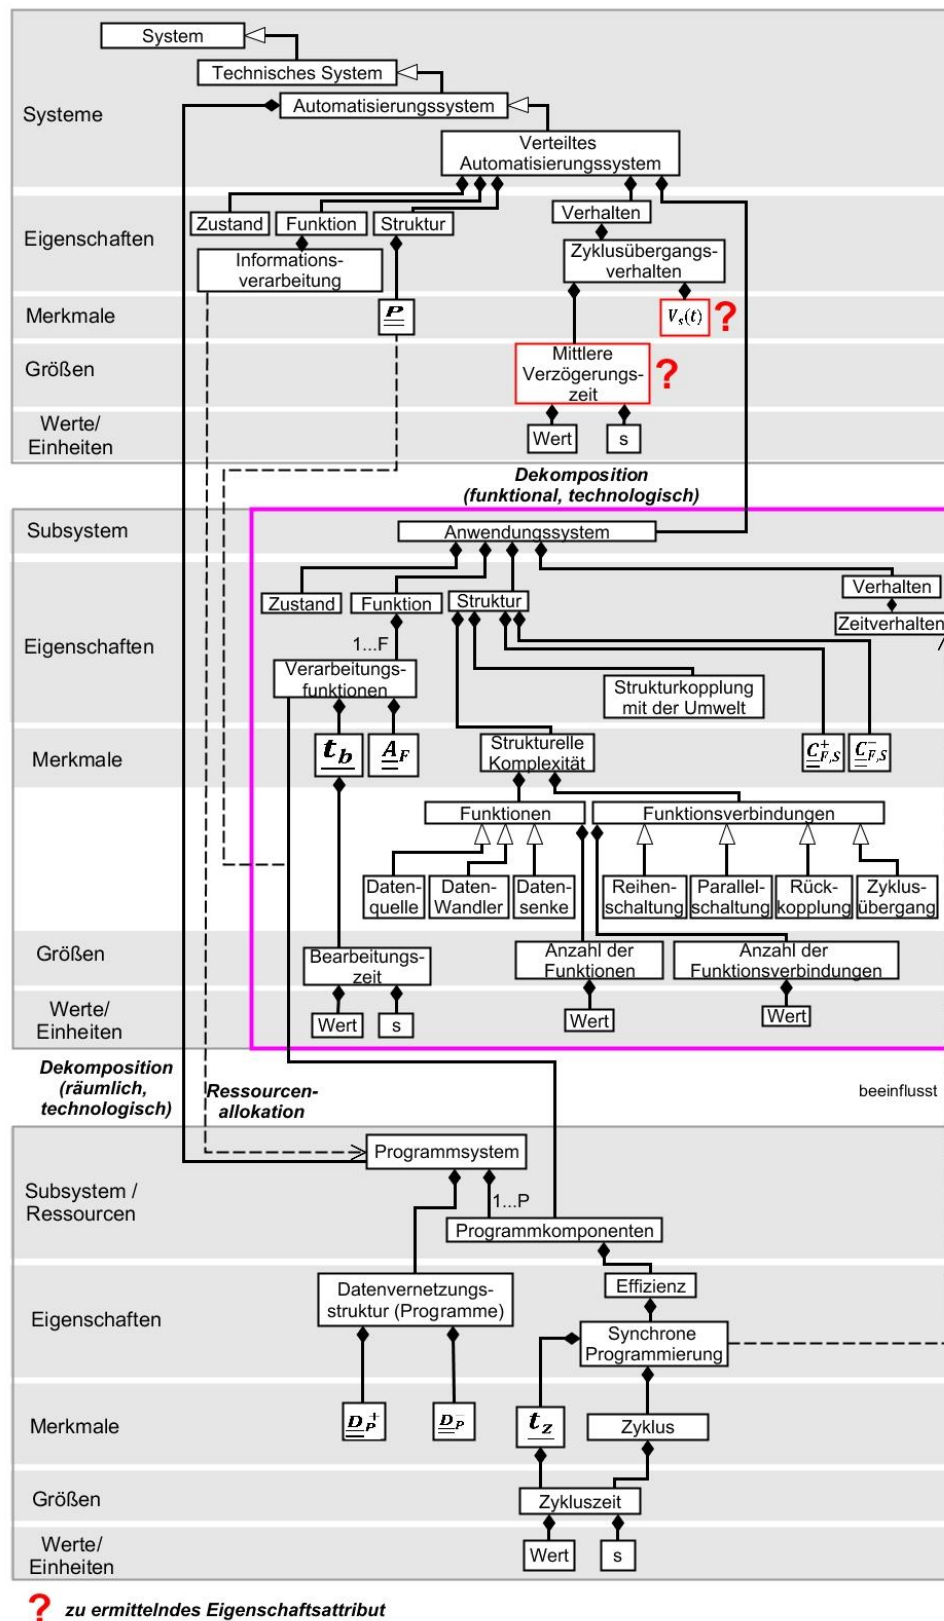 System
Technisches System
Systeme
Automatisierungssystem
Verteiltes
Automatisierungssystem
Eigenschaften
Zustand
Funktion
Struktur
Verhalten
Informations-
verarbeitung
Zyklusübergangs-
verhalten
Merkmale
P
V_s(t)
?
Größen
Mittlere
Verzögerungs-
zeit
?
Werte/
Einheiten
Wert
s
Dekomposition
(funktional, technologisch)
Subsystem
Anwendungssystem
Eigenschaften
Zustand
Funktion
Struktur
Verhalten
Zeitverhalten
1...F
Verarbeitungs-
funktionen
Strukturkopplung
mit der Umwelt
Merkmale
t_b
A_F
Strukturelle
Komplexität
C^+_{F,S}
C^-_{F,S}
Funktionen
Funktionsverbindungen
Daten-
quelle
Daten-
Wandler
Daten-
senke
Reihen-
schaltung
Parallel-
schaltung
Rück-
kopplung
Zyklus-
übergang
Größen
Bearbeitungs-
zeit
Anzahl der
Funktionen
Anzahl der
Funktionsverbindungen
Werte/
Einheiten
Wert
s
Wert
Wert
Dekomposition
(räumlich,
technologisch)
Ressourcen-
allokation
beeinflusst
Subsystem /
Ressourcen
Programmsystem
1...P
Programmkomponenten
Eigenschaften
Datenvernetzungs-
struktur (Programme)
Effizienz
Synchrone
Programmierung
Merkmale
D_P^+
D_P^-
t_z
Zyklus
Größen
Zykluszeit
Werte/
Einheiten
Wert
s
? zu ermittelndes Eigenschaftsattribut